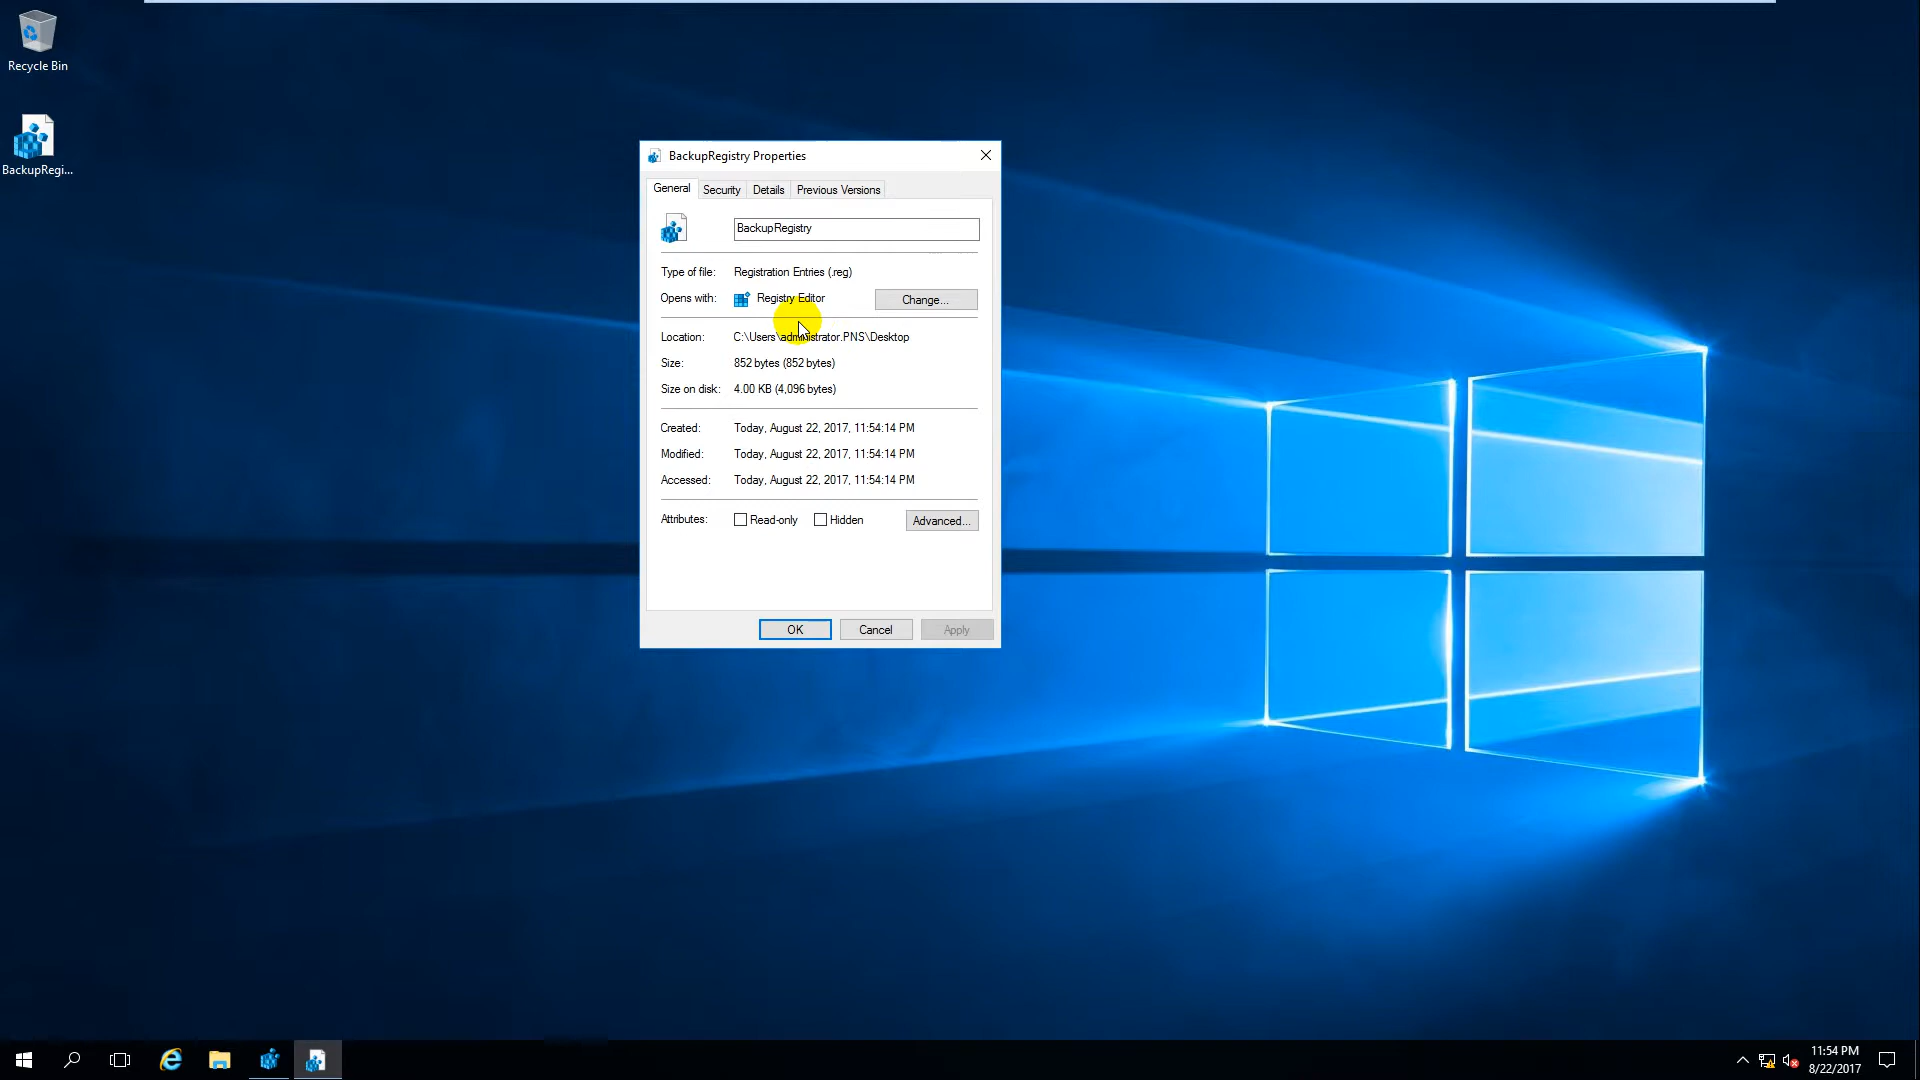 Recycle Bin
BackupRegi...
BackupRegistry Properties
General Security Details Previous Versions
BackupRegistry
Type of file: Registration Entries (.reg)
Opens with: Registry Editor Change...
Location: C:\Users\administrator.PNS\Desktop
Size: 852 bytes (852 bytes)
Size on disk: 4.00 KB (4,096 bytes)
Created: Today, August 22, 2017, 11:54:14 PM
Modified: Today, August 22, 2017, 11:54:14 PM
Accessed: Today, August 22, 2017, 11:54:14 PM
Attributes: Read-only Hidden Advanced...
OK Cancel Apply
11:54 PM
8/22/2017